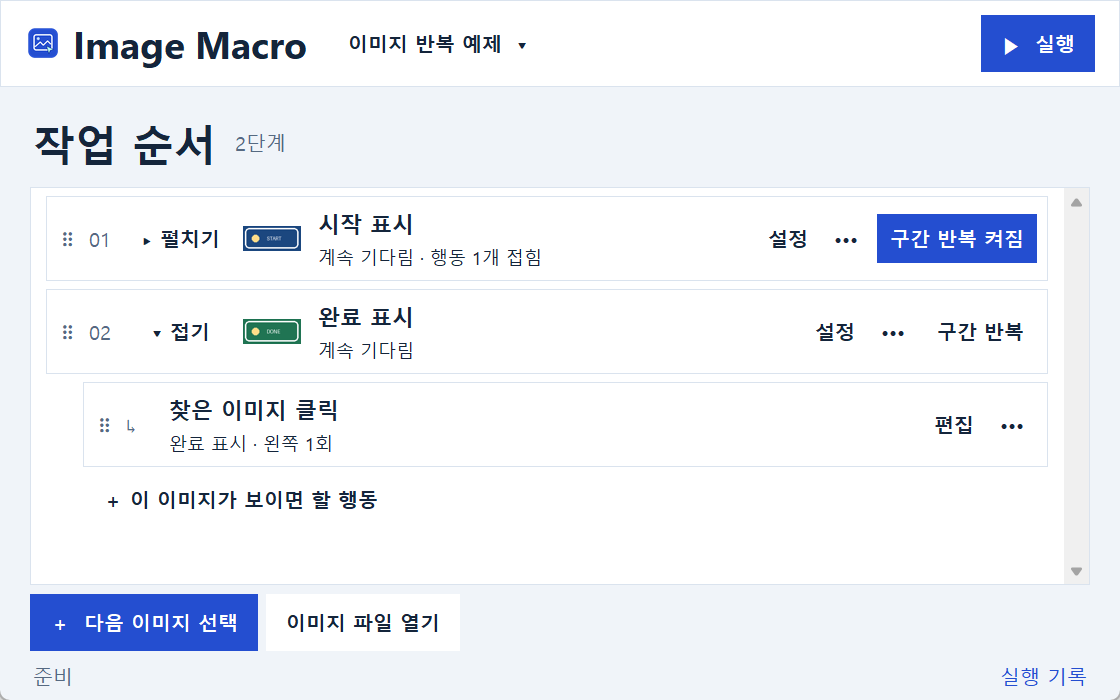 Image Macro 이미지 반복 예제 ▾ ▶ 실행
작업 순서 2단계
01 ▸ 펼치기 START 시작 표시 설정 ••• 구간 반복 켜짐
계속 기다림 · 행동 1개 접힘
02 ▾ 접기 DONE 완료 표시 설정 ••• 구간 반복
계속 기다림
↳ 찾은 이미지 클릭 편집 •••
완료 표시 · 왼쪽 1회
+ 이 이미지가 보이면 할 행동
+ 다음 이미지 선택 이미지 파일 열기
준비 실행 기록